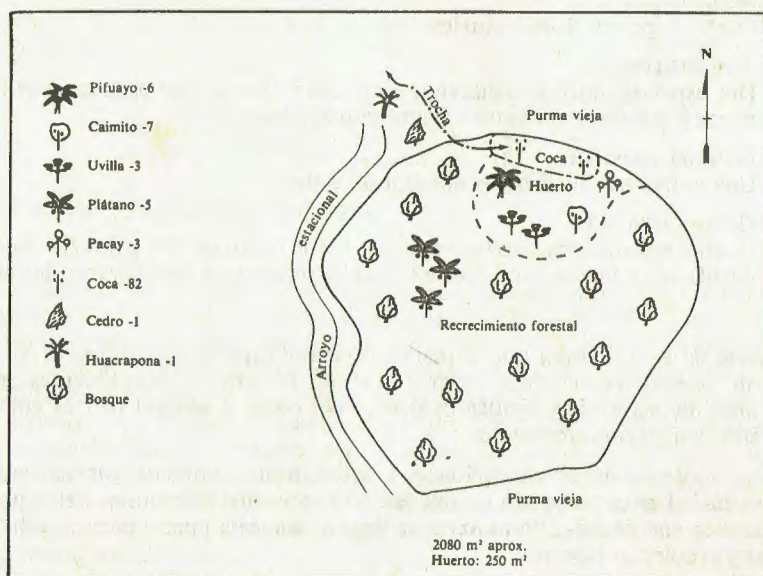 N
Pifuayo -6
Caimito -7
Uvilla -3
Plátano -5
Pacay -3
Coca -82
Cedro -1
Huacrapona -1
Bosque
Trocha
Purma vieja
Coca
Huerto
estacional
Arroyo
Recrecimiento forestal
Purma vieja
2080 m² aprox.
Huerto: 250 m²